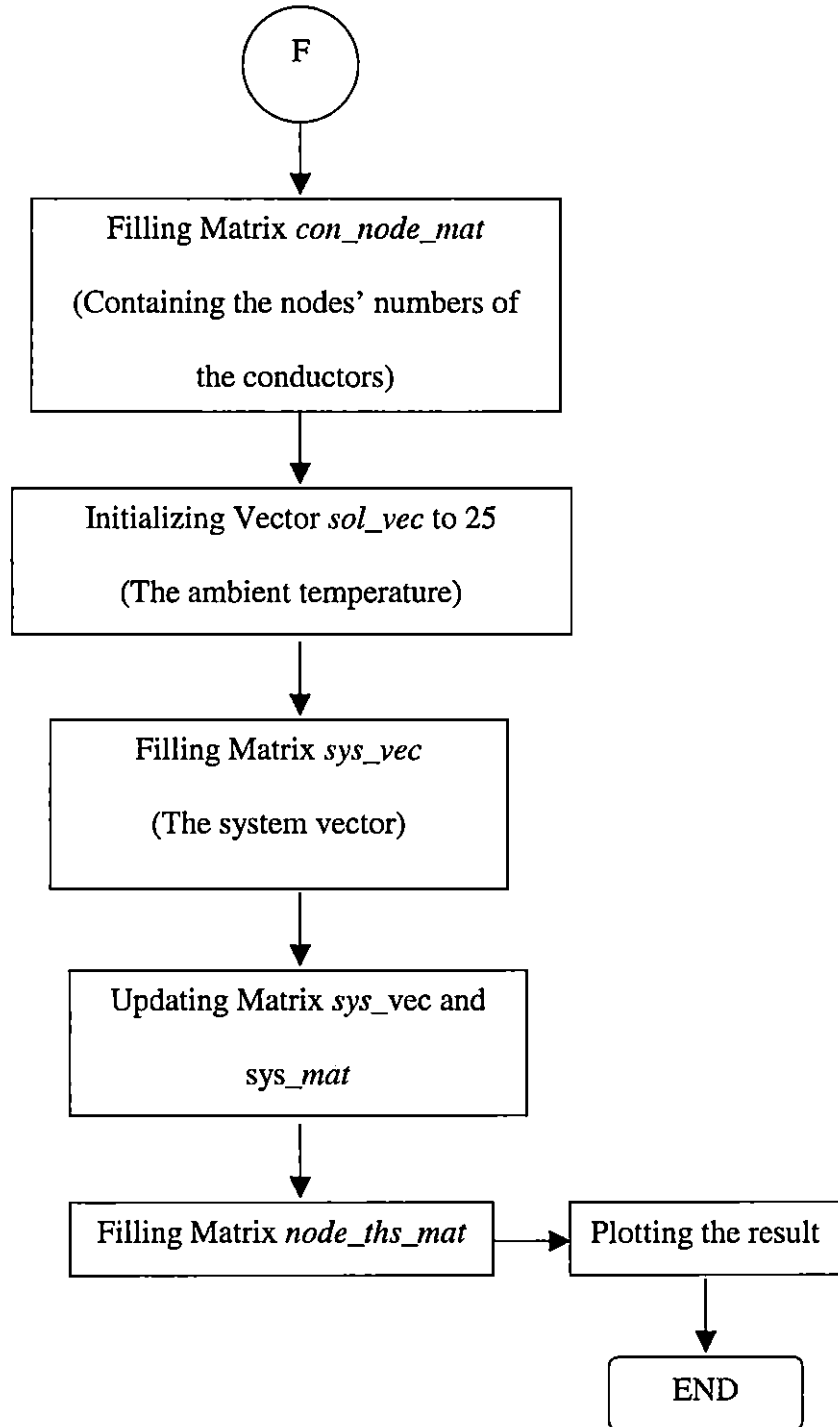 F
Filling Matrix con_node_mat
(Containing the nodes' numbers of
the conductors)
Initializing Vector sol_vec to 25
(The ambient temperature)
Filling Matrix sys_vec
(The system vector)
Updating Matrix sys_vec and
sys_mat
Filling Matrix node_ths_mat
Plotting the result
END